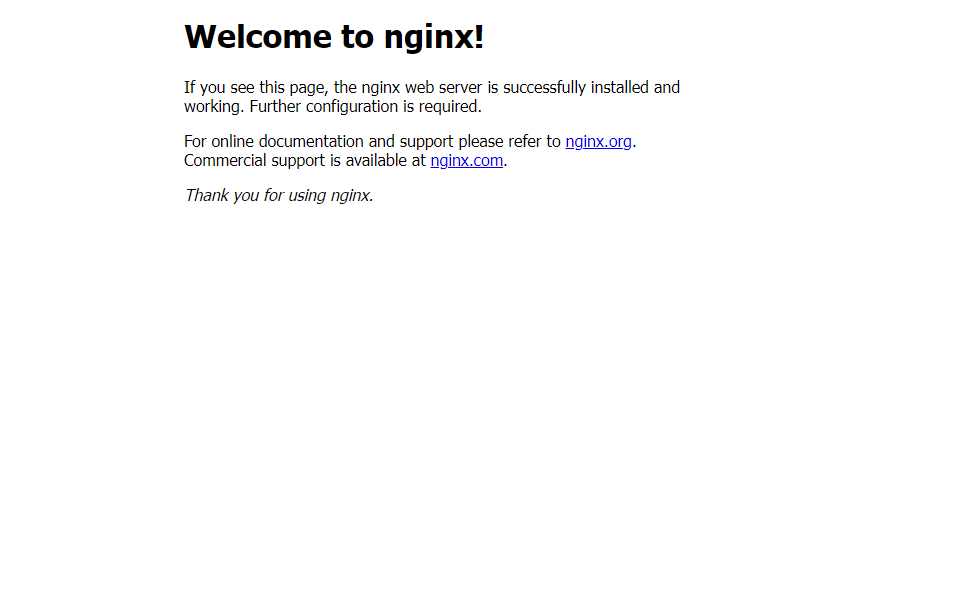 Welcome to nginx!
If you see this page, the nginx web server is successfully installed and
working. Further configuration is required.
For online documentation and support please refer to nginx.org.
Commercial support is available at nginx.com.
Thank you for using nginx.